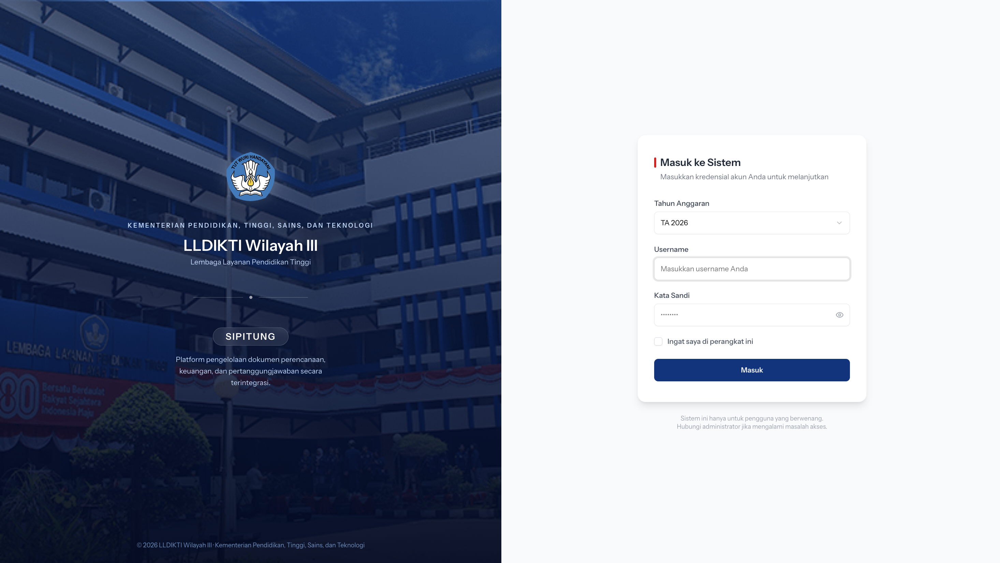 TUT WURI HANDAYANI
KEMENTERIAN PENDIDIKAN, TINGGI, SAINS, DAN TEKNOLOGI
LLDIKTI Wilayah III
Lembaga Layanan Pendidikan Tinggi
SIPITUNG
Platform pengelolaan dokumen perencanaan,
keuangan, dan pertanggungjawaban secara
terintegrasi.
LEMBAGA LAYANAN PENDIDIKAN TINGGI
WILAYAH III
80
Bersatu Berdaulat
Rakyat Sejahtera
Indonesia Maju
© 2026 LLDIKTI Wilayah III · Kementerian Pendidikan, Tinggi, Sains, dan Teknologi
Masuk ke Sistem
Masukkan kredensial akun Anda untuk melanjutkan
Tahun Anggaran
TA 2026
Username
Masukkan username Anda
Kata Sandi
••••••••
Ingat saya di perangkat ini
Masuk
Sistem ini hanya untuk pengguna yang berwenang.
Hubungi administrator jika mengalami masalah akses.